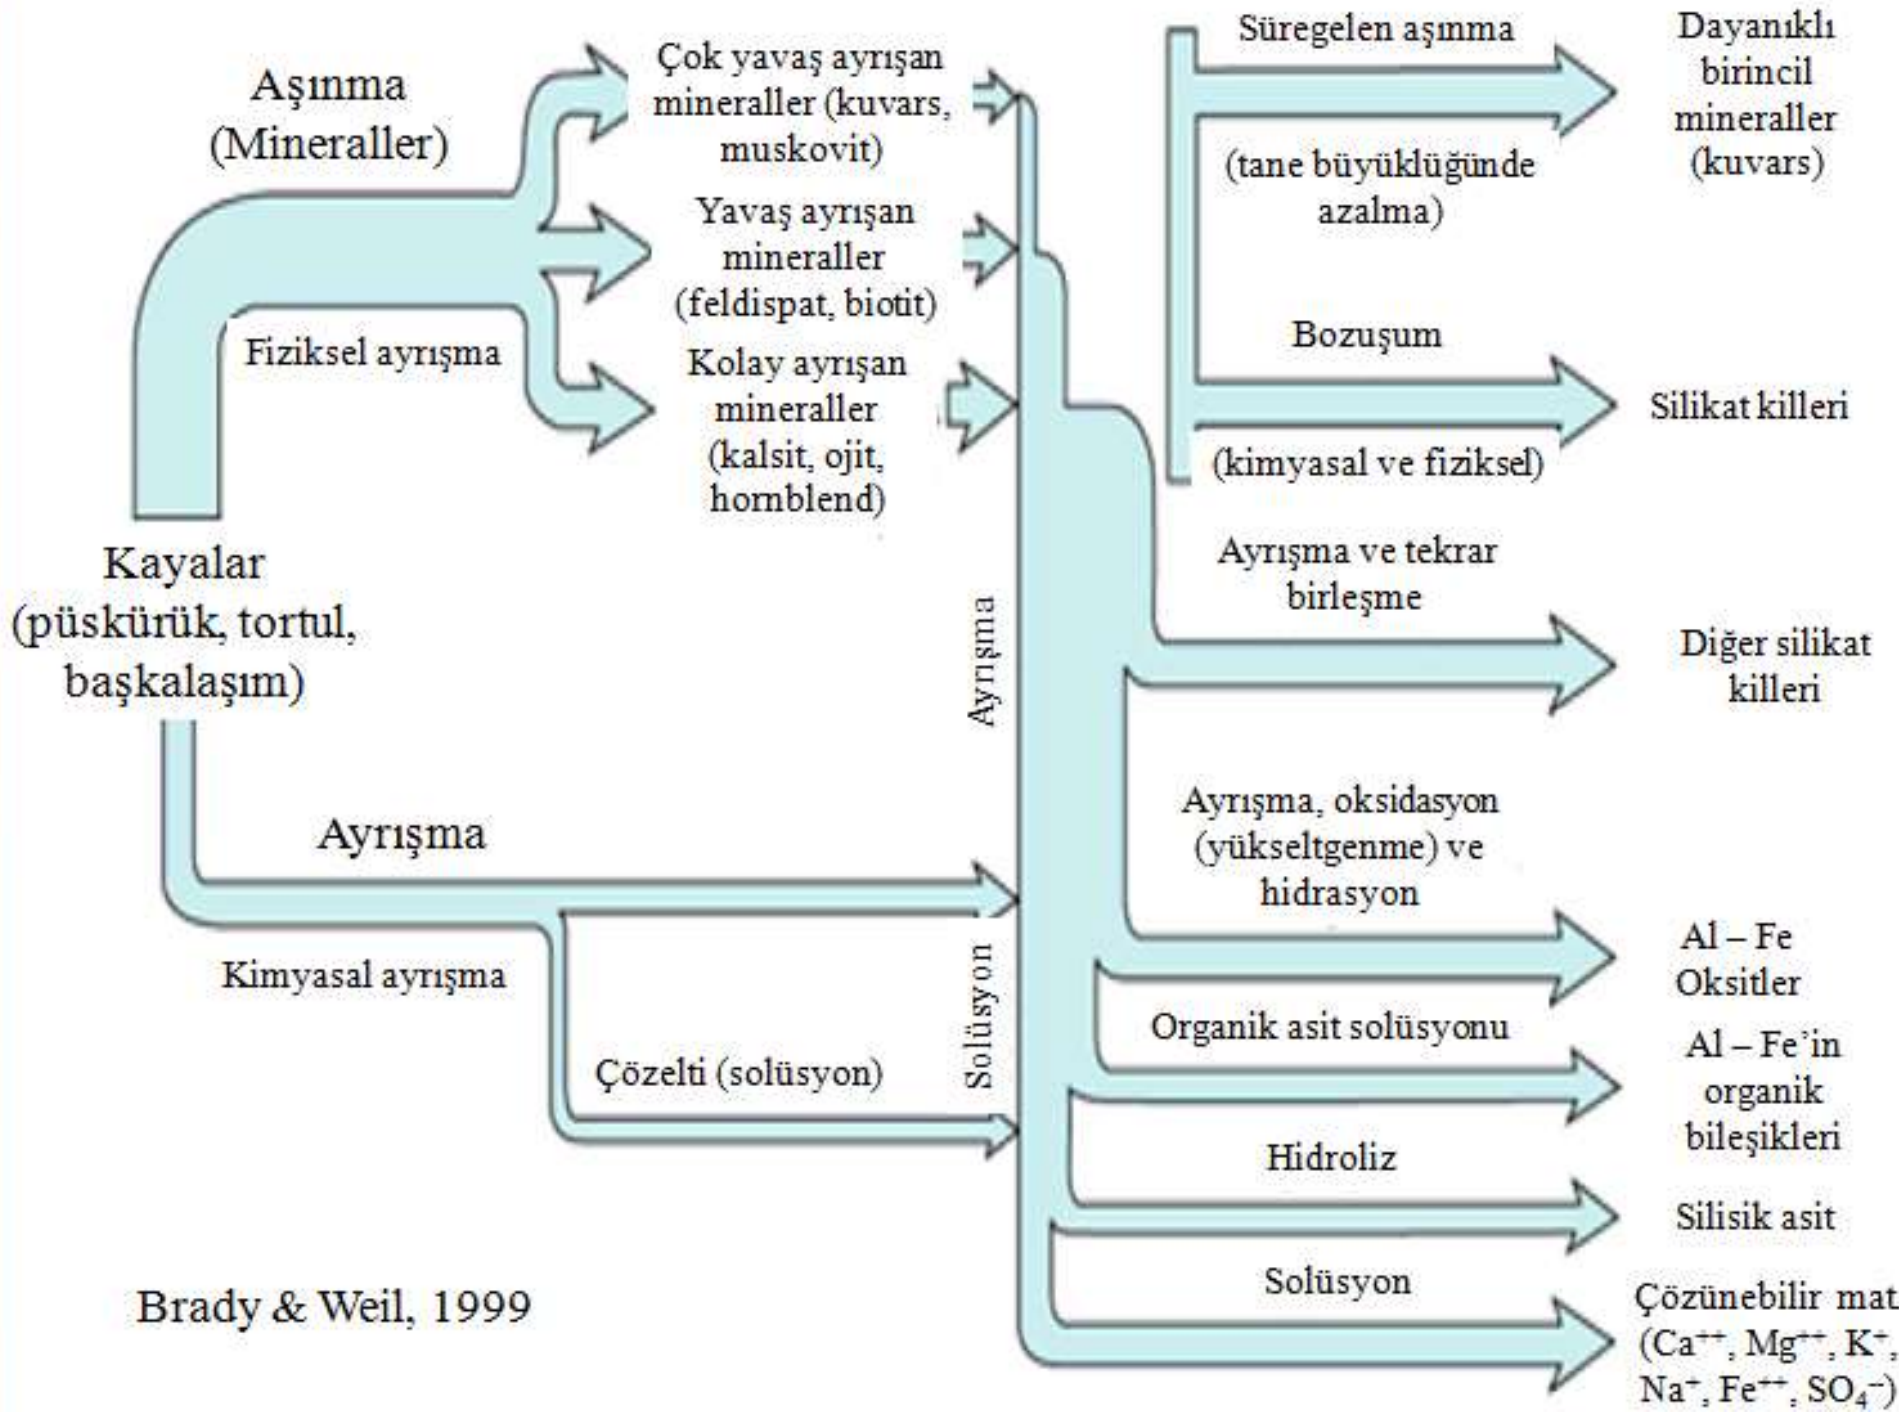 Aşınma
(Mineraller)
Fiziksel ayrışma
Kayalar
(püskürük, tortul,
başkalaşım)
Ayrışma
Kimyasal ayrışma
Çözelti (solüsyon)
Brady & Weil, 1999
Çok yavaş ayrışan
mineraller (kuvars,
muskovit)
Yavaş ayrışan
mineraller
(feldispat, biotit)
Kolay ayrışan
mineraller
(kalsit, ojit,
hornblend)
Ayrışma
Solüsyon
Süregelen aşınma
(tane büyüklüğünde
azalma)
Dayanıklı
birincil
mineraller
(kuvars)
Bozuşum
(kimyasal ve fiziksel)
Silikat killeri
Ayrışma ve tekrar
birleşme
Diğer silikat
killeri
Ayrışma, oksidasyon
(yükseltgenme) ve
hidrasyon
Al – Fe
Oksitler
Organik asit solüsyonu
Al – Fe’in
organik
bileşikleri
Hidroliz
Silisik asit
Solüsyon
Çözünebilir mat
(Ca⁺⁺, Mg⁺⁺, K⁺,
Na⁺, Fe⁺⁺, SO₄⁻⁻)